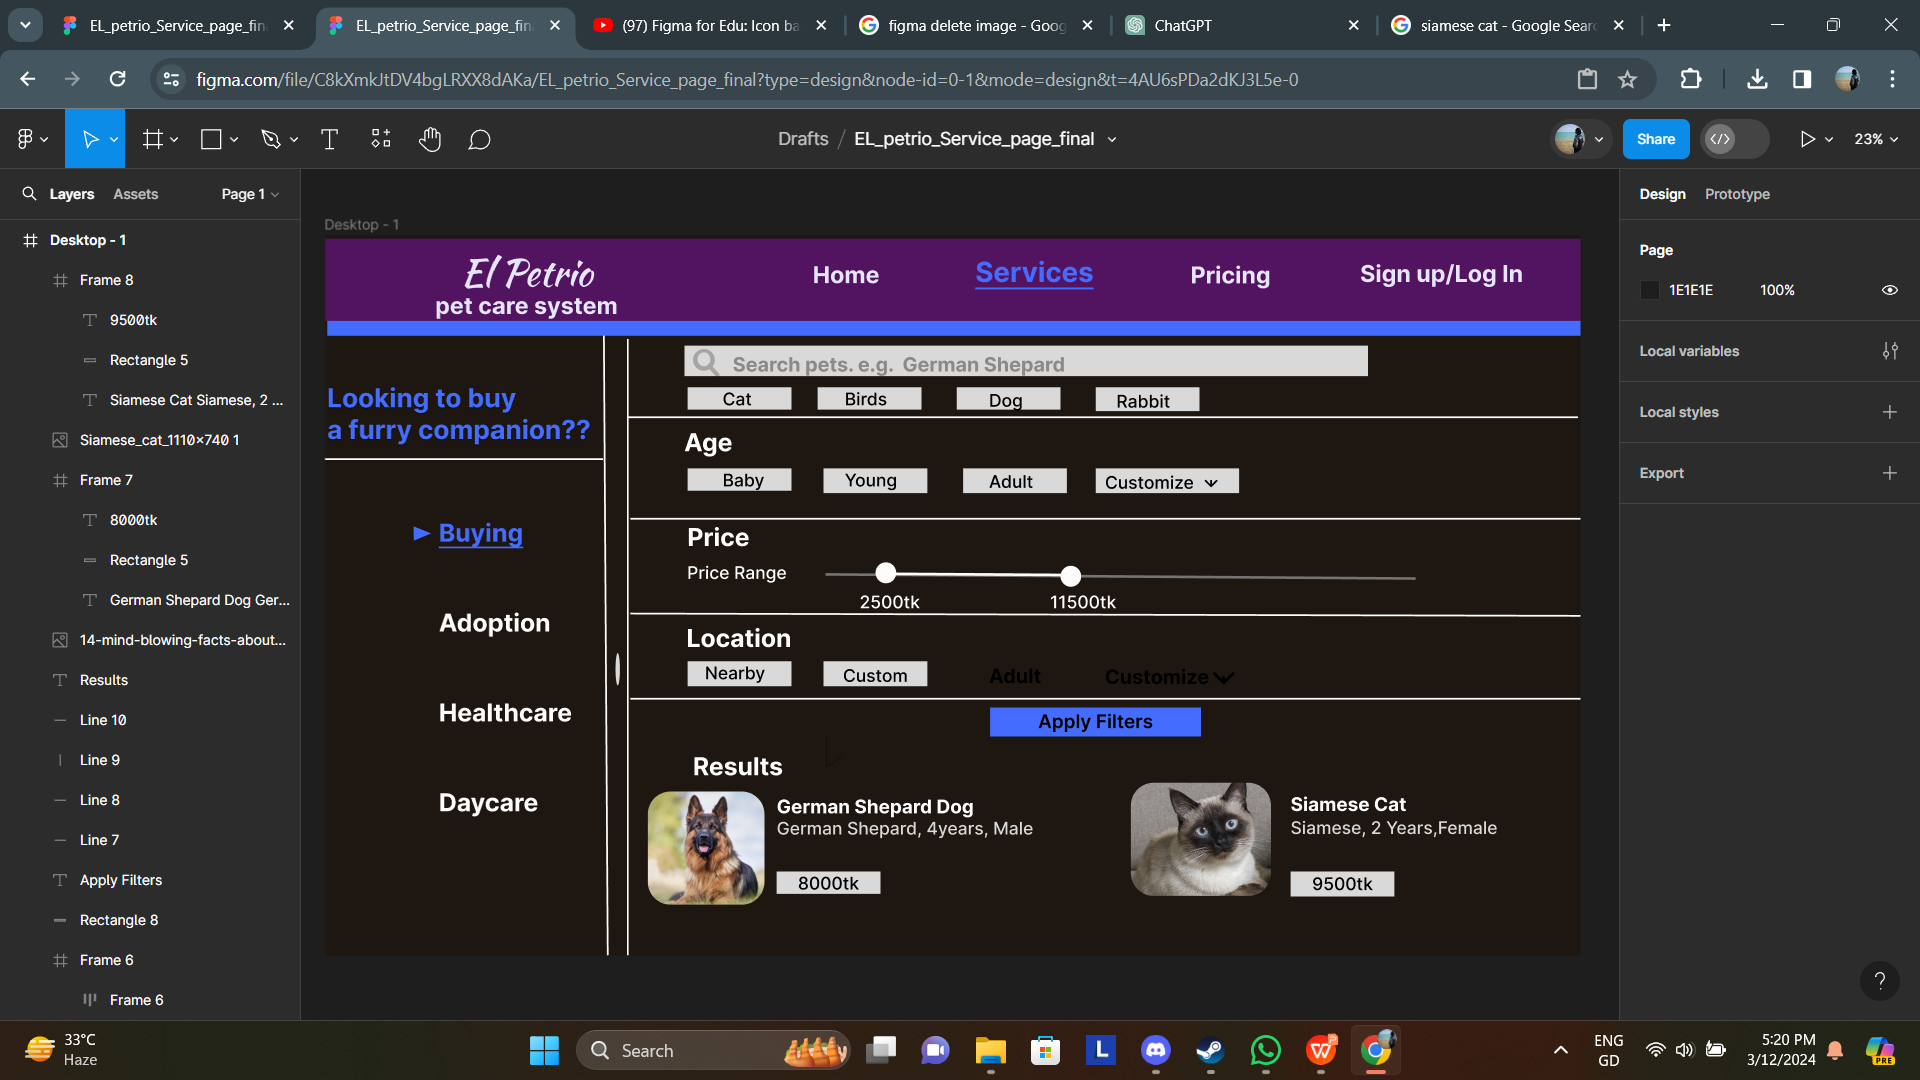 EL_petrio_Service_page_fin
EL_petrio_Service_page_fin
(97) Figma for Edu: Icon ba
figma delete image - Goog
ChatGPT
siamese cat - Google Sear
figma.com/file/C8kXmkJtDV4bgLRXX8dAKa/EL_petrio_Service_page_final?type=design&node-id=0-1&mode=design&t=4AU6sPDa2dKJ3L5e-0
Drafts / EL_petrio_Service_page_final
Share
23%
Layers
Assets
Page 1
Desktop - 1
Frame 8
9500tk
Rectangle 5
Siamese Cat Siamese, 2 ...
Siamese_cat_1110×740 1
Frame 7
8000tk
Rectangle 5
German Shepard Dog Ger...
14-mind-blowing-facts-about...
Results
Line 10
Line 9
Line 8
Line 7
Apply Filters
Rectangle 8
Frame 6
Frame 6
Desktop - 1
El Petrio
pet care system
Home
Services
Pricing
Sign up/Log In
Looking to buy
a furry companion??
Buying
Adoption
Healthcare
Daycare
Search pets. e.g. German Shepard
Cat
Birds
Dog
Rabbit
Age
Baby
Young
Adult
Customize
Price
Price Range
2500tk
11500tk
Location
Nearby
Custom
Adult
Customize
Apply Filters
Results
German Shepard Dog
German Shepard, 4years, Male
8000tk
Siamese Cat
Siamese, 2 Years,Female
9500tk
Design
Prototype
Page
1E1E1E
100%
Local variables
Local styles
Export
?
33°C
Haze
Search
L
W
ENG
GD
5:20 PM
3/12/2024
PRE